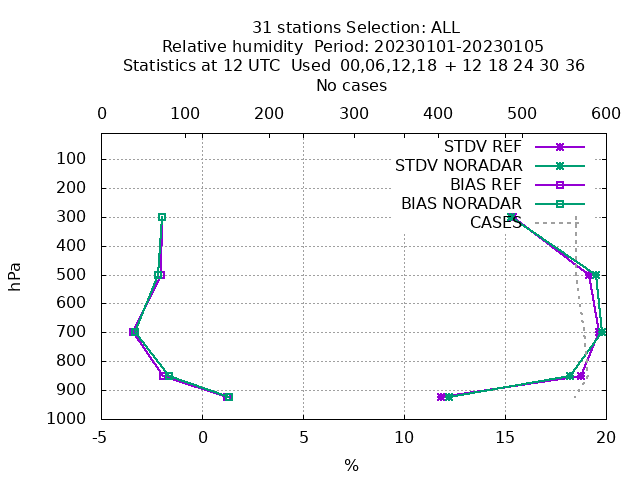 31 stations Selection: ALL
Relative humidity  Period: 20230101-20230105
Statistics at 12 UTC  Used  00,06,12,18  + 12 18 24 30 36
No cases
0 100 200 300 400 500 600
STDV REF
STDV NORADAR
BIAS REF
BIAS NORADAR
CASES
hPa
100
200
300
400
500
600
700
800
900
1000
-5 0 5 10 15 20
%